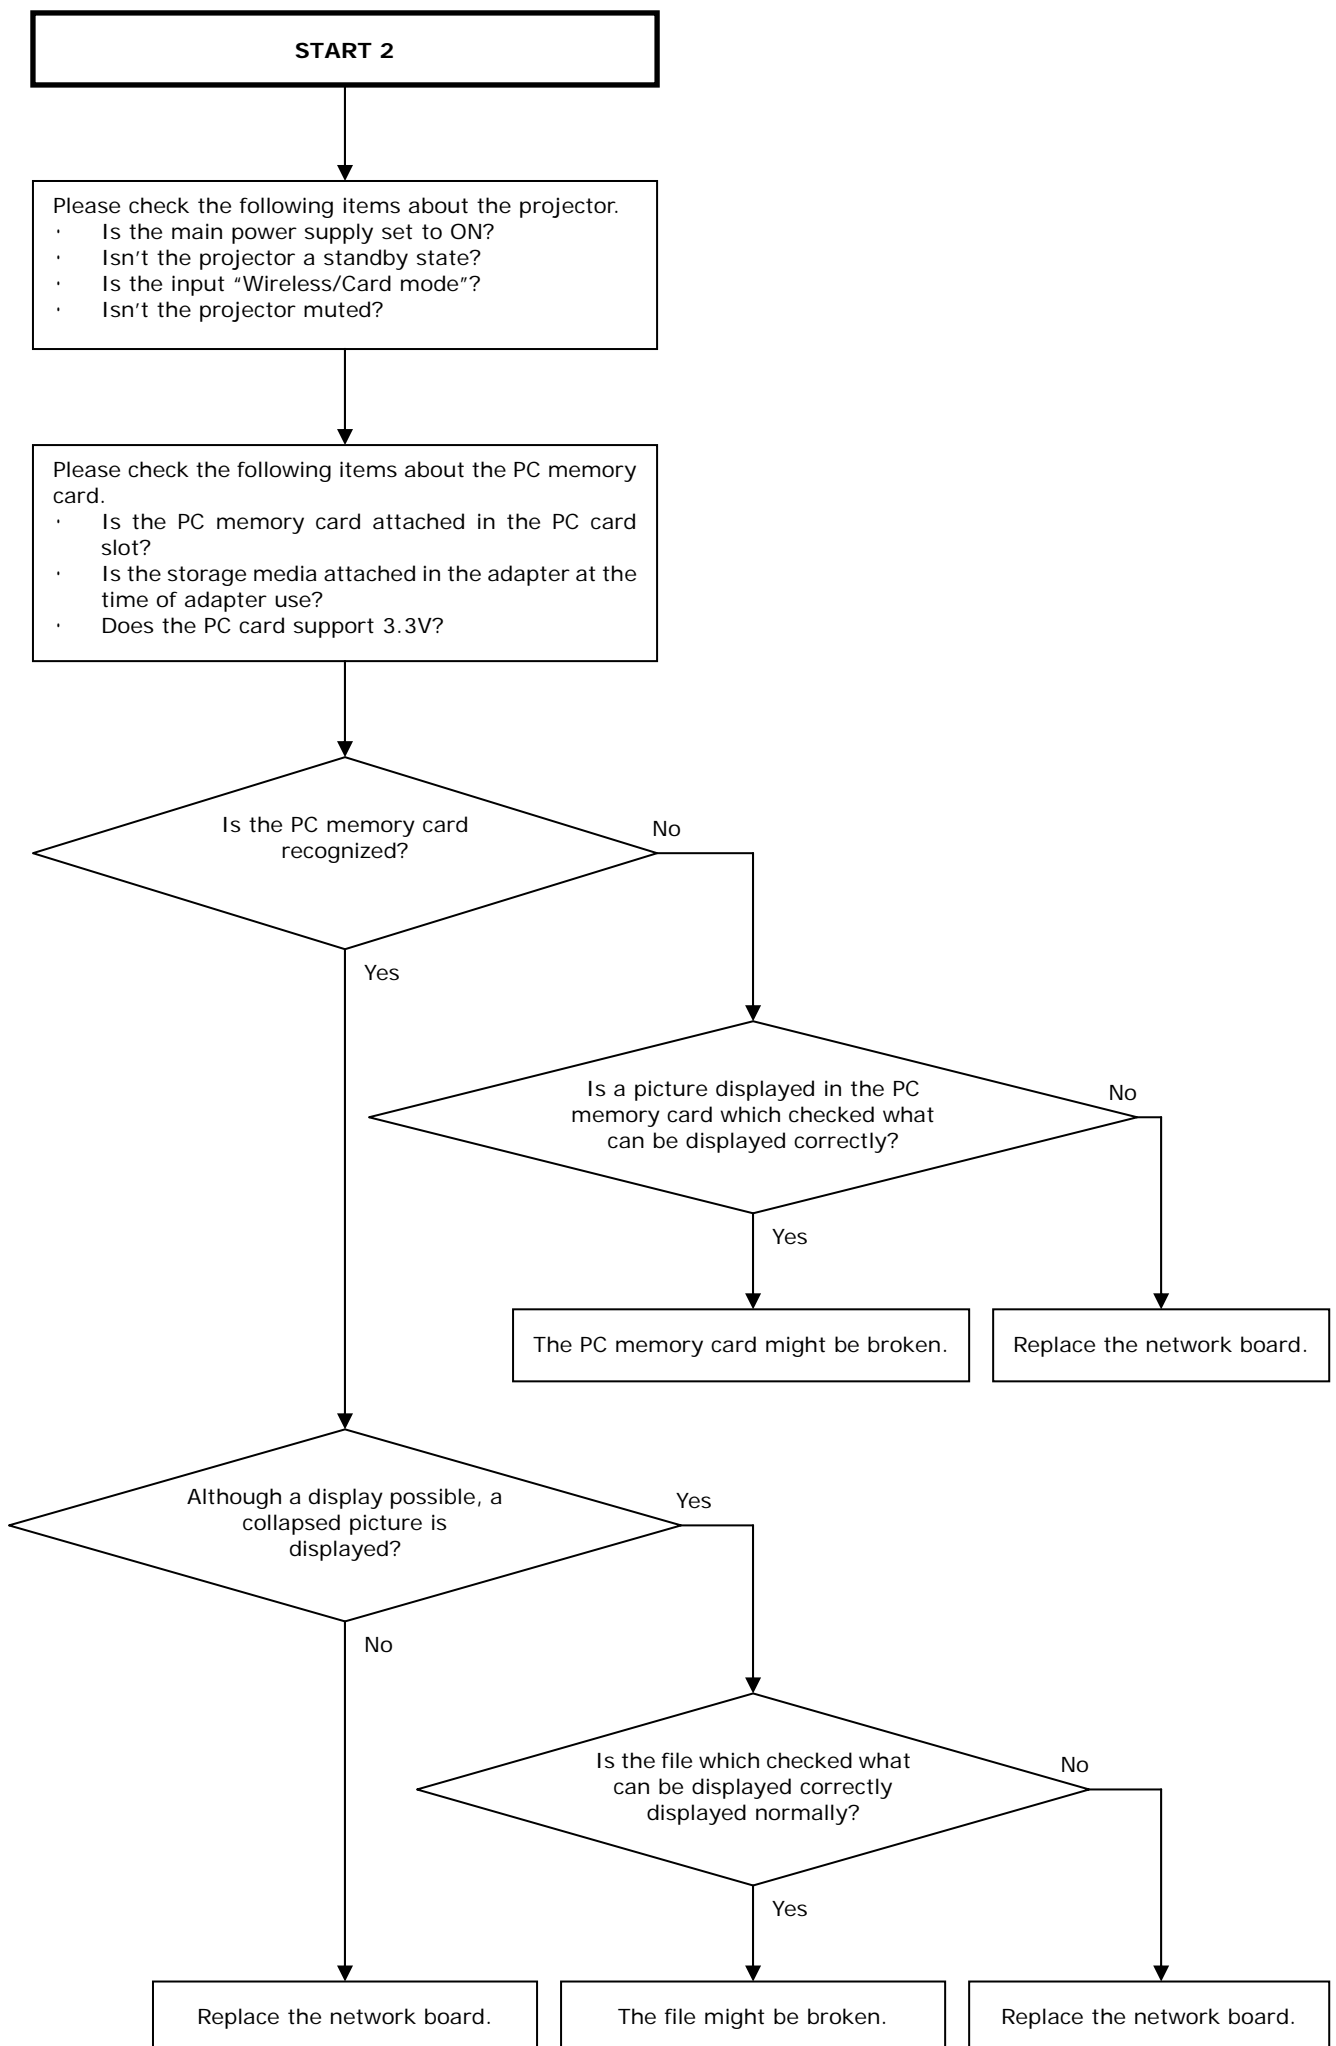 START 2
Please check the following items about the projector.
· Is the main power supply set to ON?
· Isn't the projector a standby state?
· Is the input “Wireless/Card mode”?
· Isn't the projector muted?
Please check the following items about the PC memory
card.
· Is the PC memory card attached in the PC card
slot?
· Is the storage media attached in the adapter at the
time of adapter use?
· Does the PC card support 3.3V?
Is the PC memory card
recognized?
No
Yes
Is a picture displayed in the PC
memory card which checked what
can be displayed correctly?
No
Yes
The PC memory card might be broken.
Replace the network board.
Although a display possible, a
collapsed picture is
displayed?
Yes
No
Is the file which checked what
can be displayed correctly
displayed normally?
No
Yes
Replace the network board.
The file might be broken.
Replace the network board.